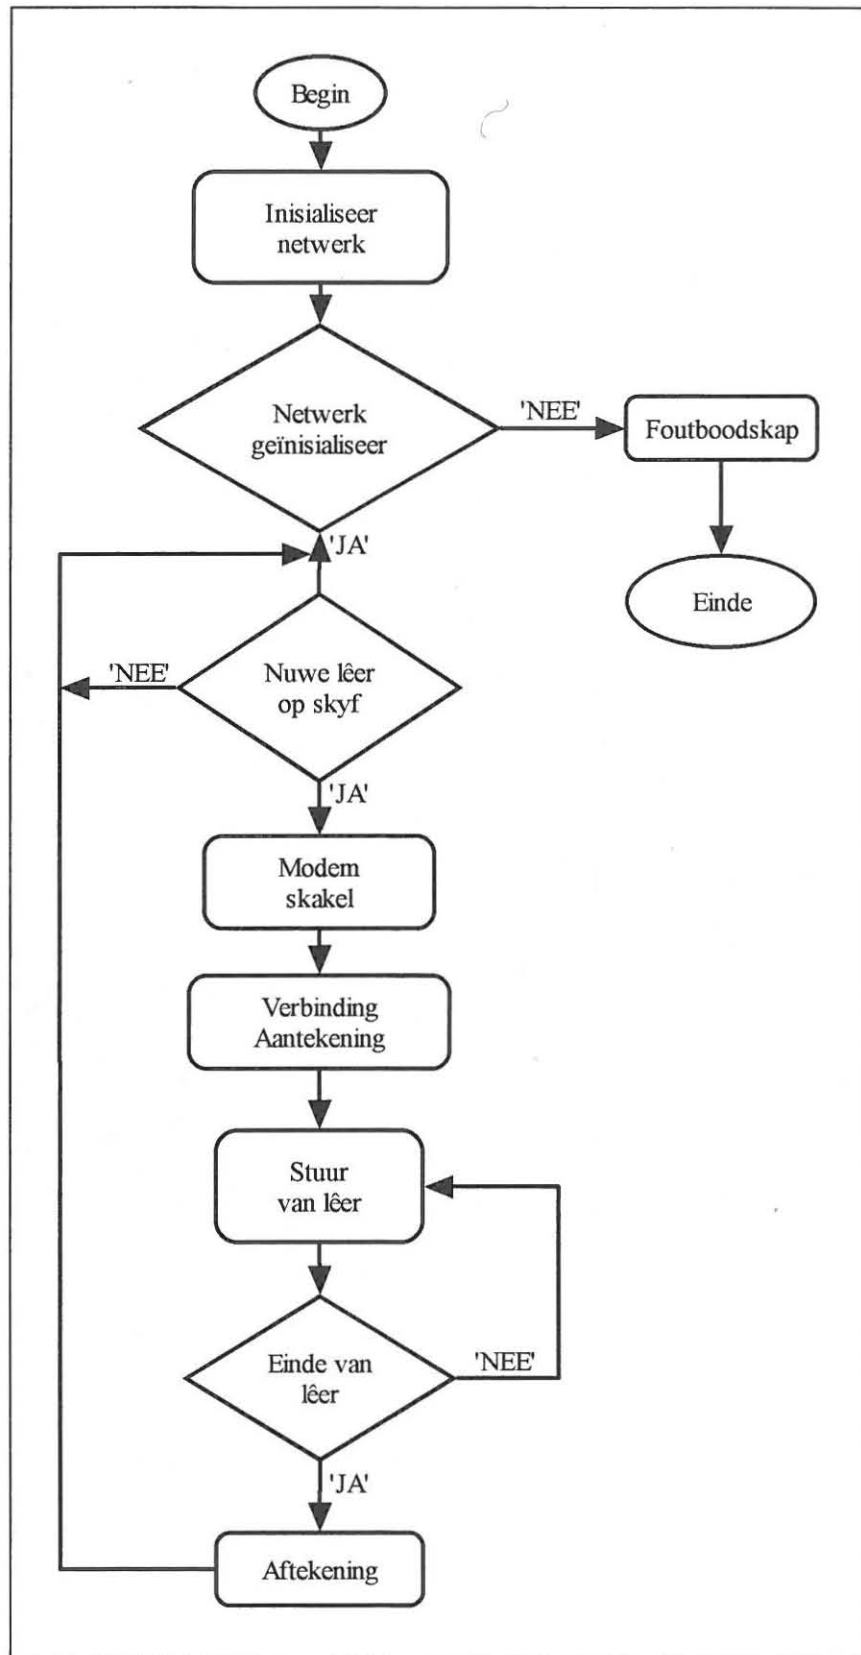 Begin
Inisialiseer
netwerk
Netwerk
geïnisialiseer
'NEE'
Foutboodskap
'JA'
Einde
Nuwe lêer
op skyf
'NEE'
'JA'
Modem
skakel
Verbinding
Aantekening
Stuur
van lêer
Einde van
lêer
'NEE'
'JA'
Aftekening